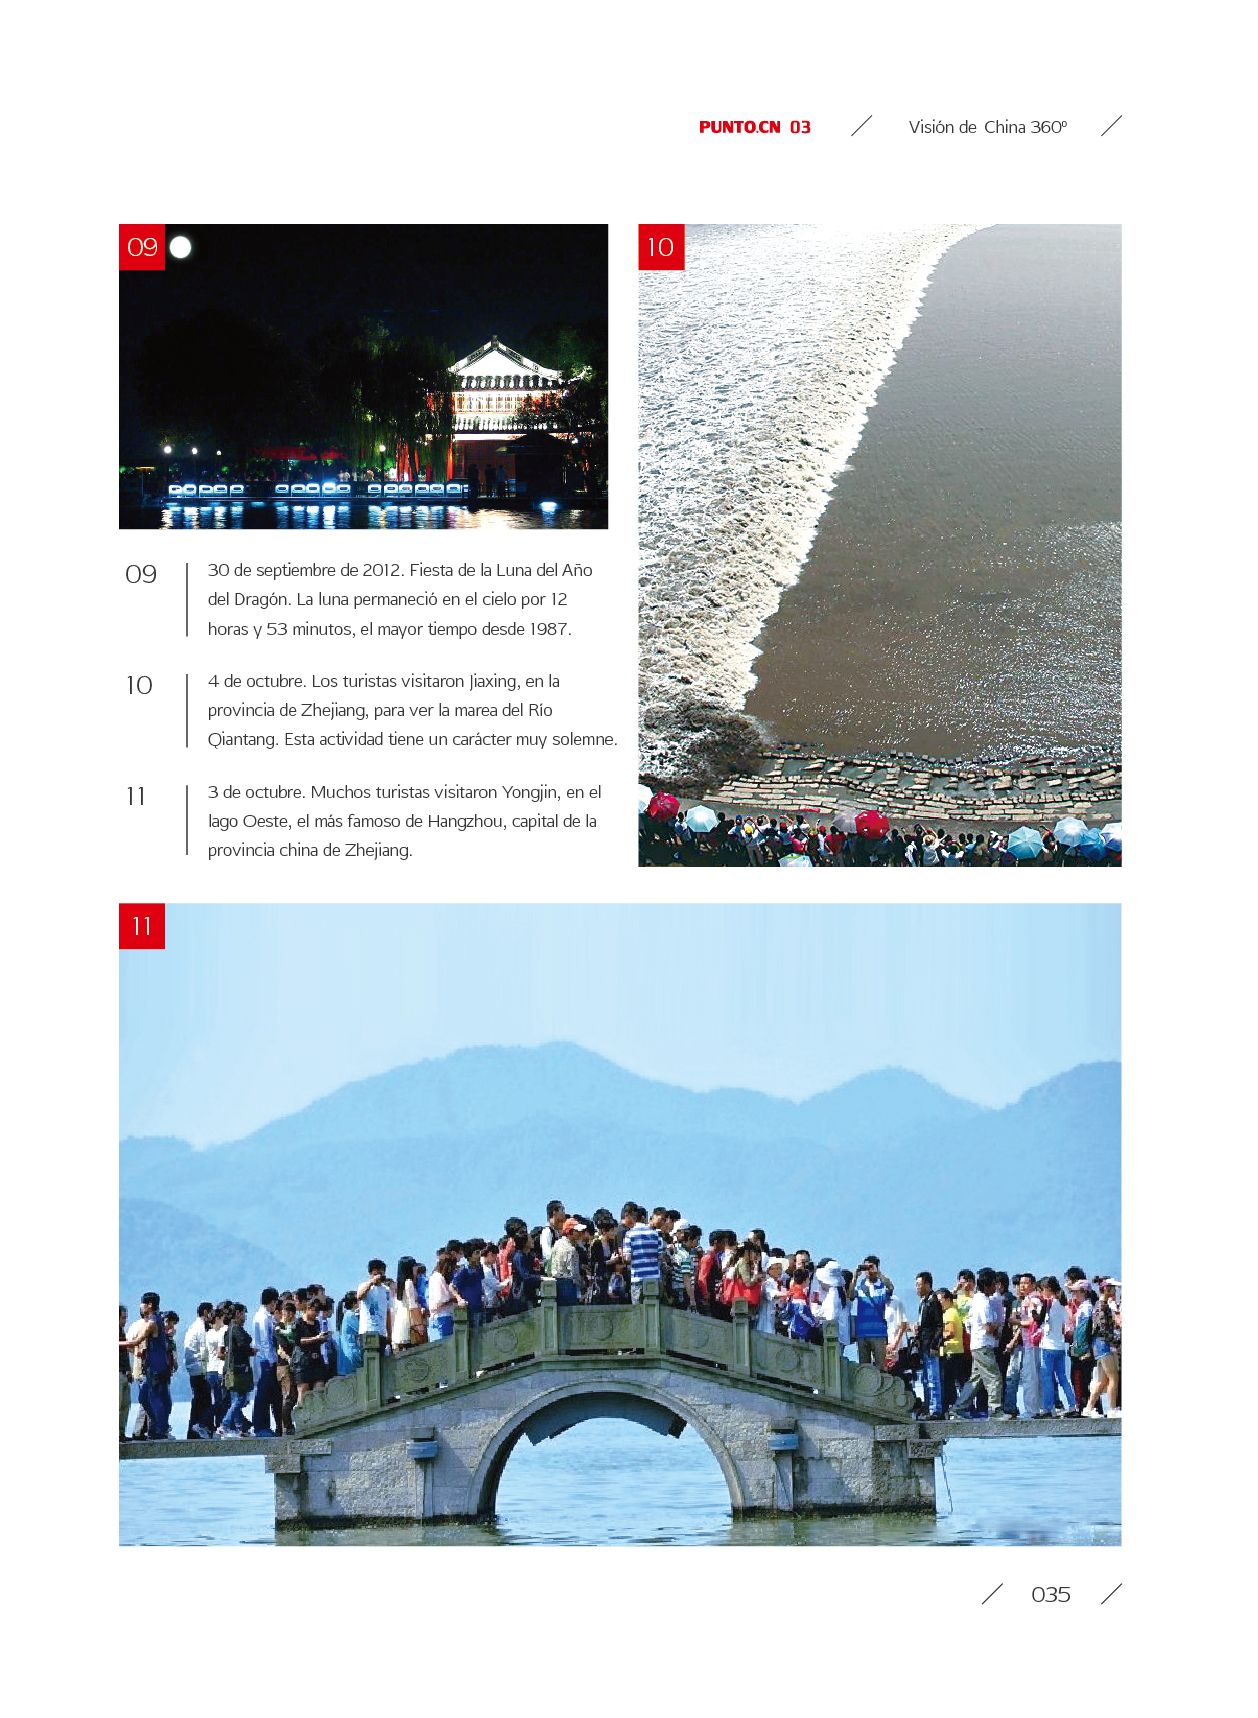 PUNTO.CN 03
Visión de China 360º
09
10
09
30 de septiembre de 2012. Fiesta de la Luna del Año
del Dragón. La luna permaneció en el cielo por 12
horas y 53 minutos, el mayor tiempo desde 1987.
10
4 de octubre. Los turistas visitaron Jiaxing, en la
provincia de Zhejiang, para ver la marea del Río
Qiantang. Esta actividad tiene un carácter muy solemne.
11
3 de octubre. Muchos turistas visitaron Yongjin, en el
lago Oeste, el más famoso de Hangzhou, capital de la
provincia china de Zhejiang.
11
035